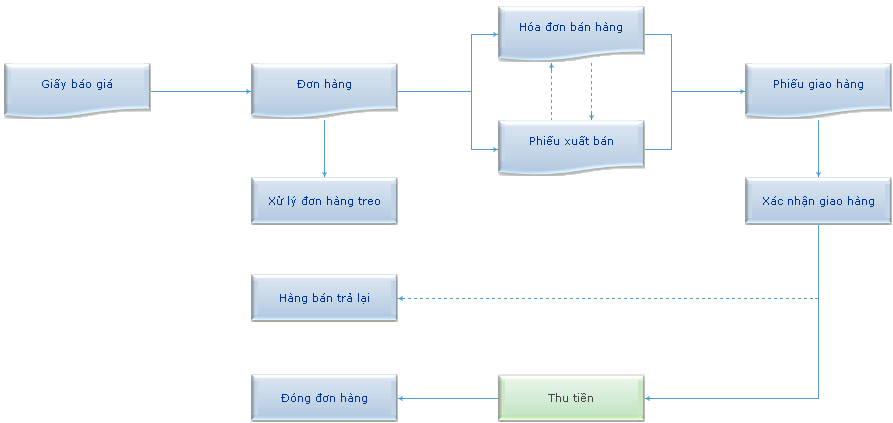 Hóa đơn bán hàng
Giấy báo giá
Đơn hàng
Phiếu giao hàng
Phiếu xuất bán
Xử lý đơn hàng treo
Xác nhận giao hàng
Hàng bán trả lại
Đóng đơn hàng
Thu tiền